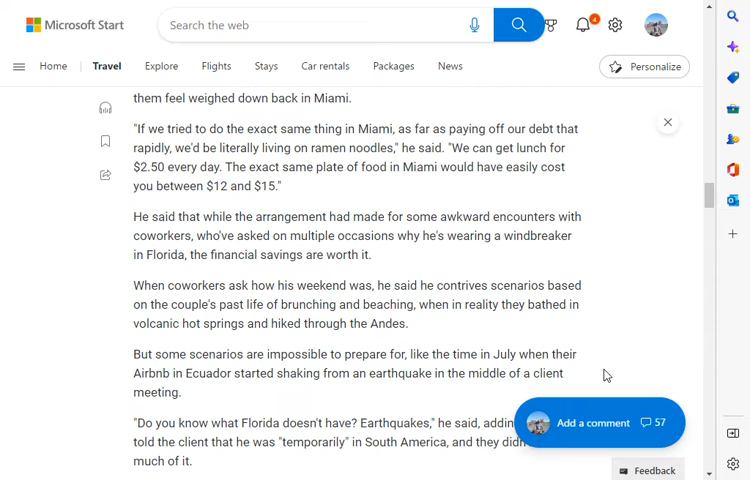 Microsoft Start
Search the web
4
Home
Travel
Explore
Flights
Stays
Car rentals
Packages
News
Personalize
them feel weighed down back in Miami.
"If we tried to do the exact same thing in Miami, as far as paying off our debt that
rapidly, we'd be literally living on ramen noodles," he said. "We can get lunch for
$2.50 every day. The exact same plate of food in Miami would have easily cost
you between $12 and $15."
He said that while the arrangement had made for some awkward encounters with
coworkers, who've asked on multiple occasions why he's wearing a windbreaker
in Florida, the financial savings are worth it.
When coworkers ask how his weekend was, he said he contrives scenarios based
on the couple's past life of brunching and beaching, when in reality they bathed in
volcanic hot springs and hiked through the Andes.
But some scenarios are impossible to prepare for, like the time in July when their
Airbnb in Ecuador started shaking from an earthquake in the middle of a client
meeting.
"Do you know what Florida doesn't have? Earthquakes," he said,
told the client that he was "temporarily" in South America, and they
much of it.
Add a comment
57
Feedback